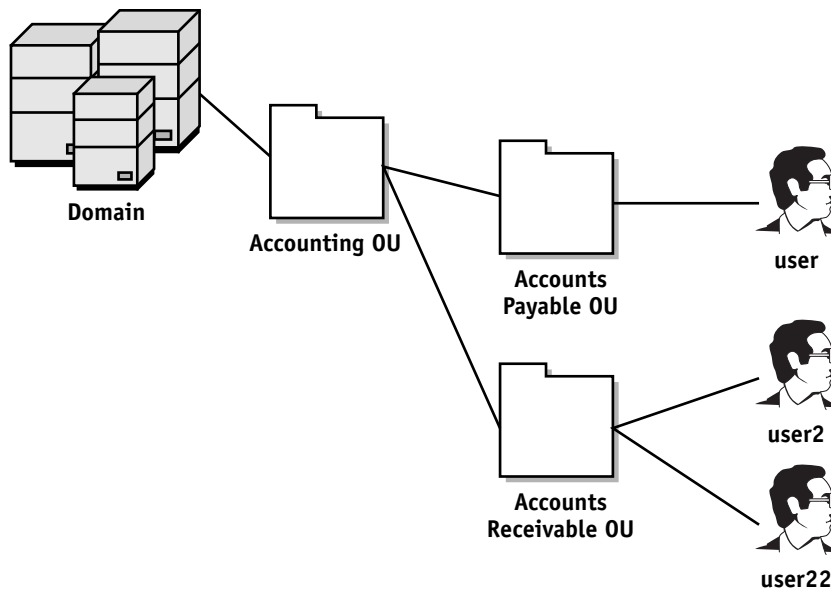 Domain
Accounting OU
Accounts
Payable OU
user
user2
Accounts
Receivable OU
user22